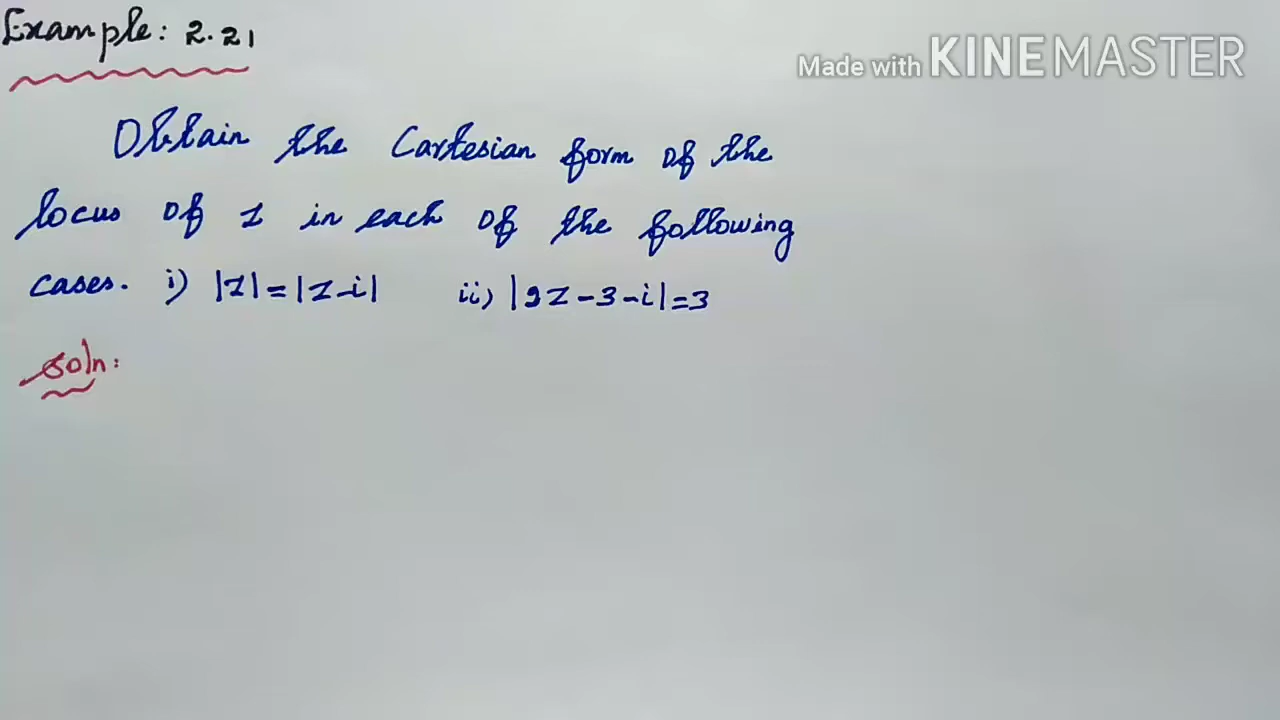 Example: 2.21
Made with KINEMASTER
Obtain the Cartesian form of the
locus of z in each of the following
cases. i) |z| = |z-i| ii) |2z-3-i|=3
Soln: